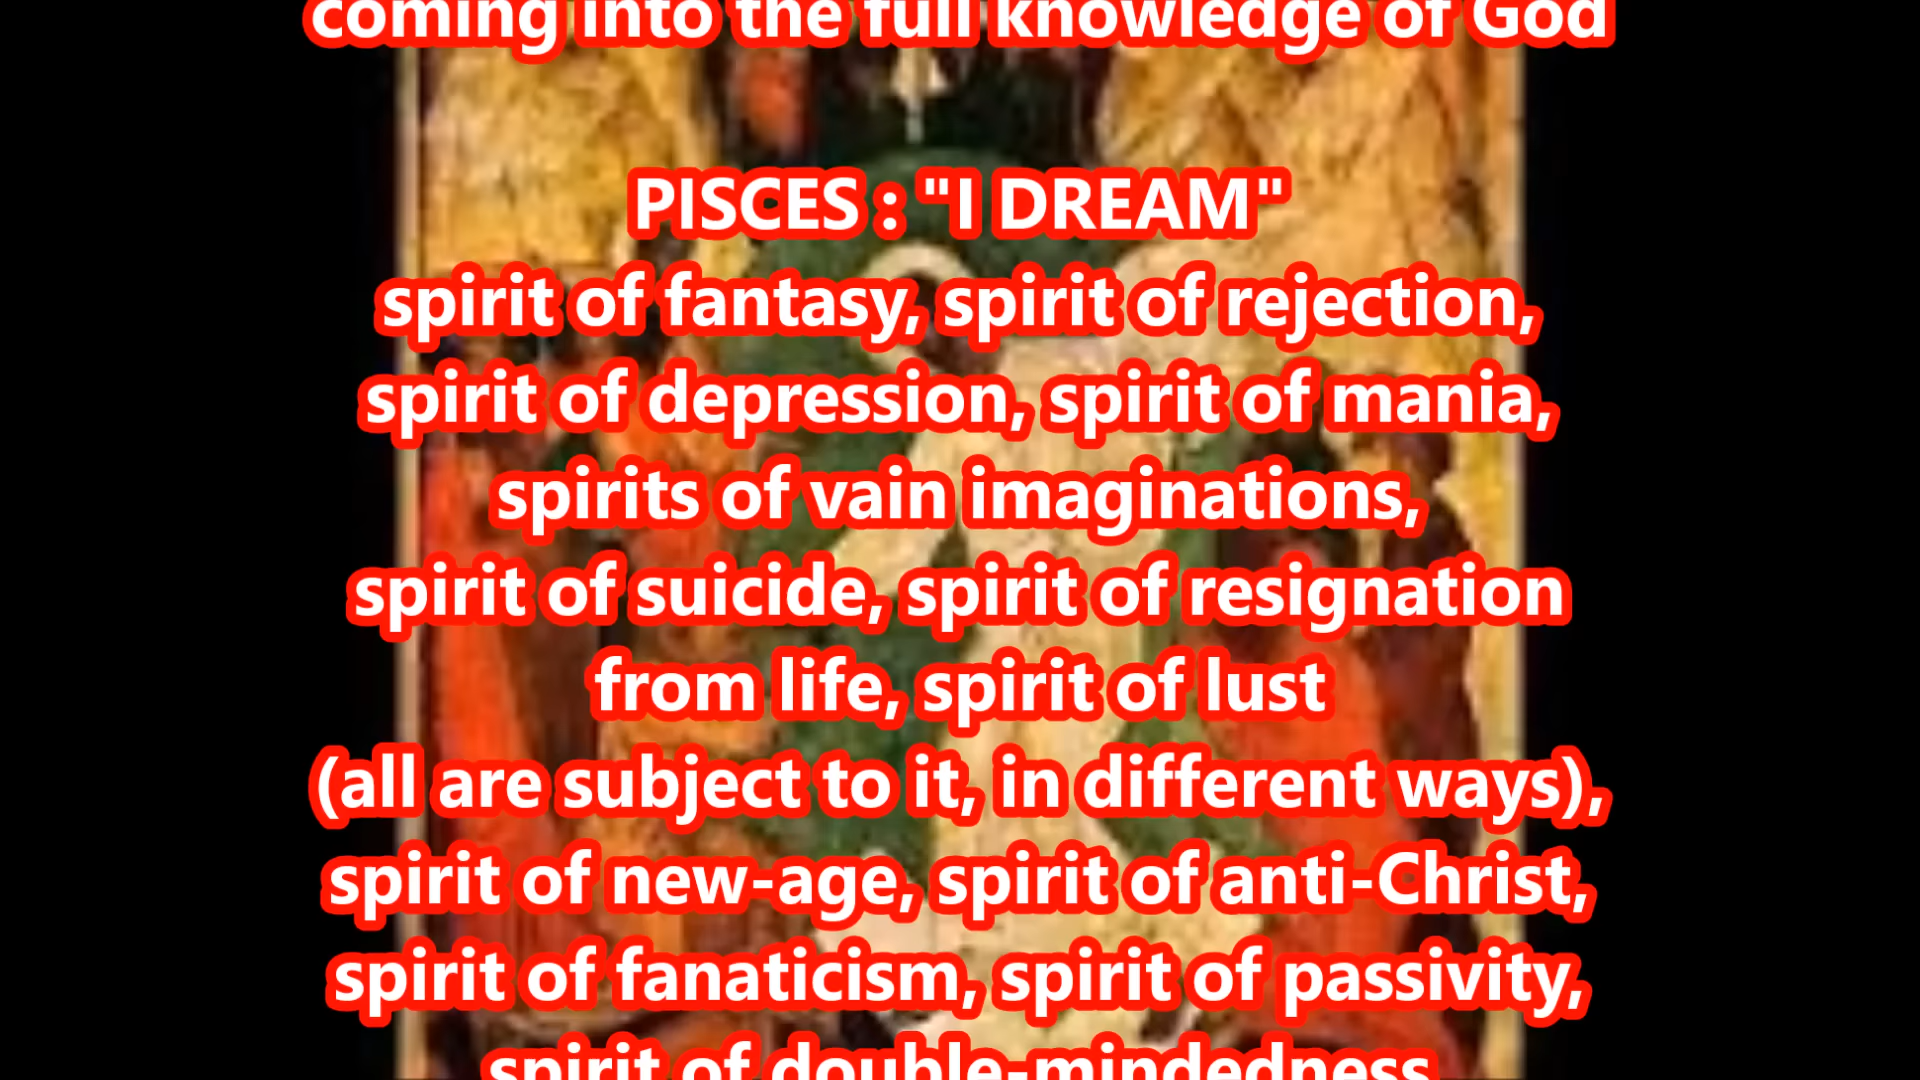 coming into the full knowledge of God
PISCES : "I DREAM"
spirit of fantasy, spirit of rejection,
spirit of depression, spirit of mania,
spirits of vain imaginations,
spirit of suicide, spirit of resignation
from life, spirit of lust
(all are subject to it, in different ways),
spirit of new-age, spirit of anti-Christ,
spirit of fanaticism, spirit of passivity,
spirit of double-mindedness